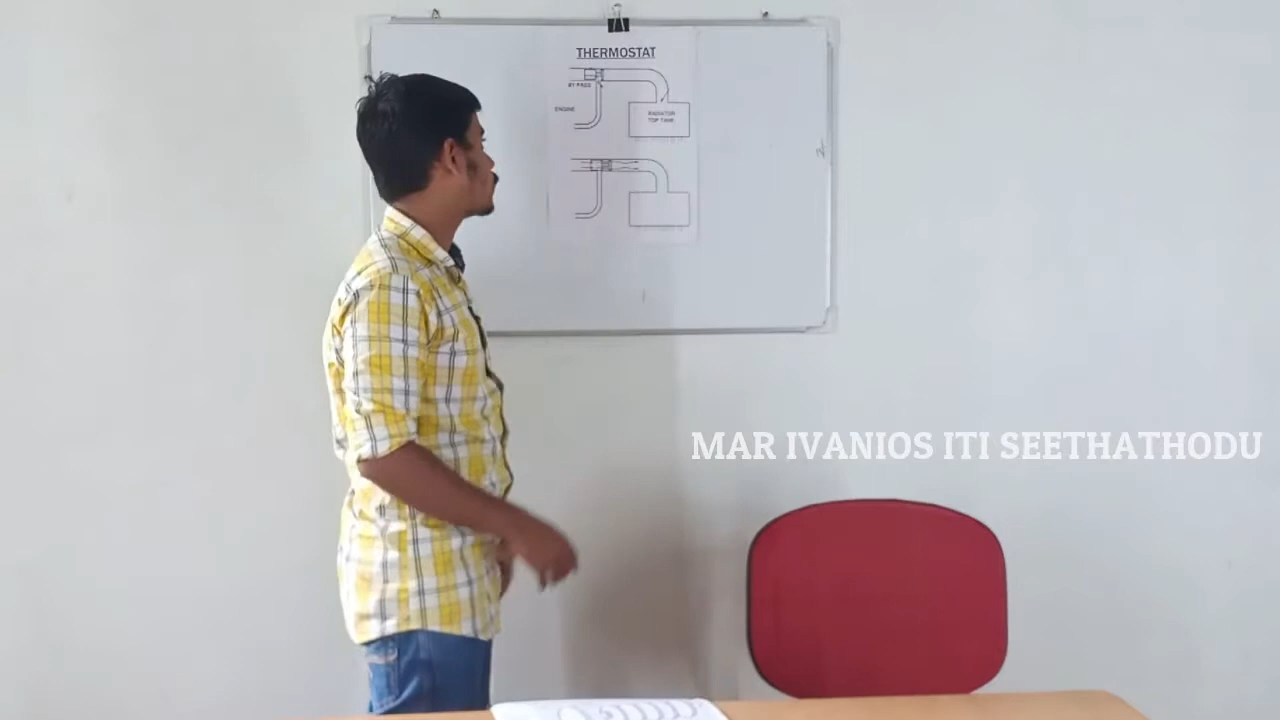 THERMOSTAT
BY PASS
ENGINE
RADIATOR
TOP TANK
MAR IVANIOS ITI SEETHATHODU